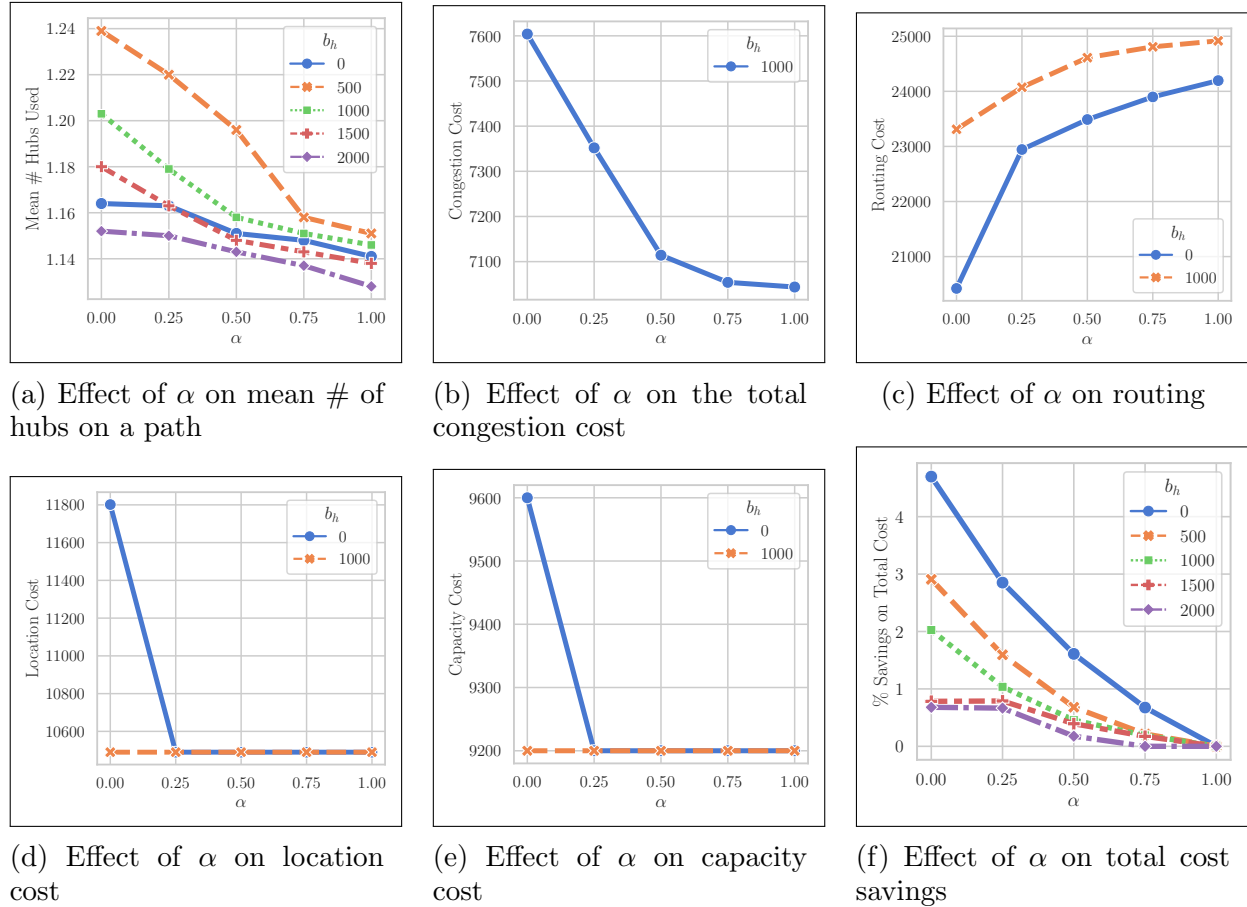 Mean # Hubs Used
1.24
1.22
1.20
1.18
1.16
1.14
b_h
0
500
1000
1500
2000
0.00 0.25 0.50 0.75 1.00
α
(a) Effect of α on mean # of
hubs on a path
Congestion Cost
7600
7500
7400
7300
7200
7100
b_h
1000
0.00 0.25 0.50 0.75 1.00
α
(b) Effect of α on the total
congestion cost
Routing Cost
25000
24000
23000
22000
21000
b_h
0
1000
0.00 0.25 0.50 0.75 1.00
α
(c) Effect of α on routing
Location Cost
11800
11600
11400
11200
11000
10800
10600
b_h
0
1000
0.00 0.25 0.50 0.75 1.00
α
(d) Effect of α on location
cost
Capacity Cost
9600
9500
9400
9300
9200
b_h
0
1000
0.00 0.25 0.50 0.75 1.00
α
(e) Effect of α on capacity
cost
% Savings on Total Cost
4
3
2
1
0
b_h
0
500
1000
1500
2000
0.00 0.25 0.50 0.75 1.00
α
(f) Effect of α on total cost
savings